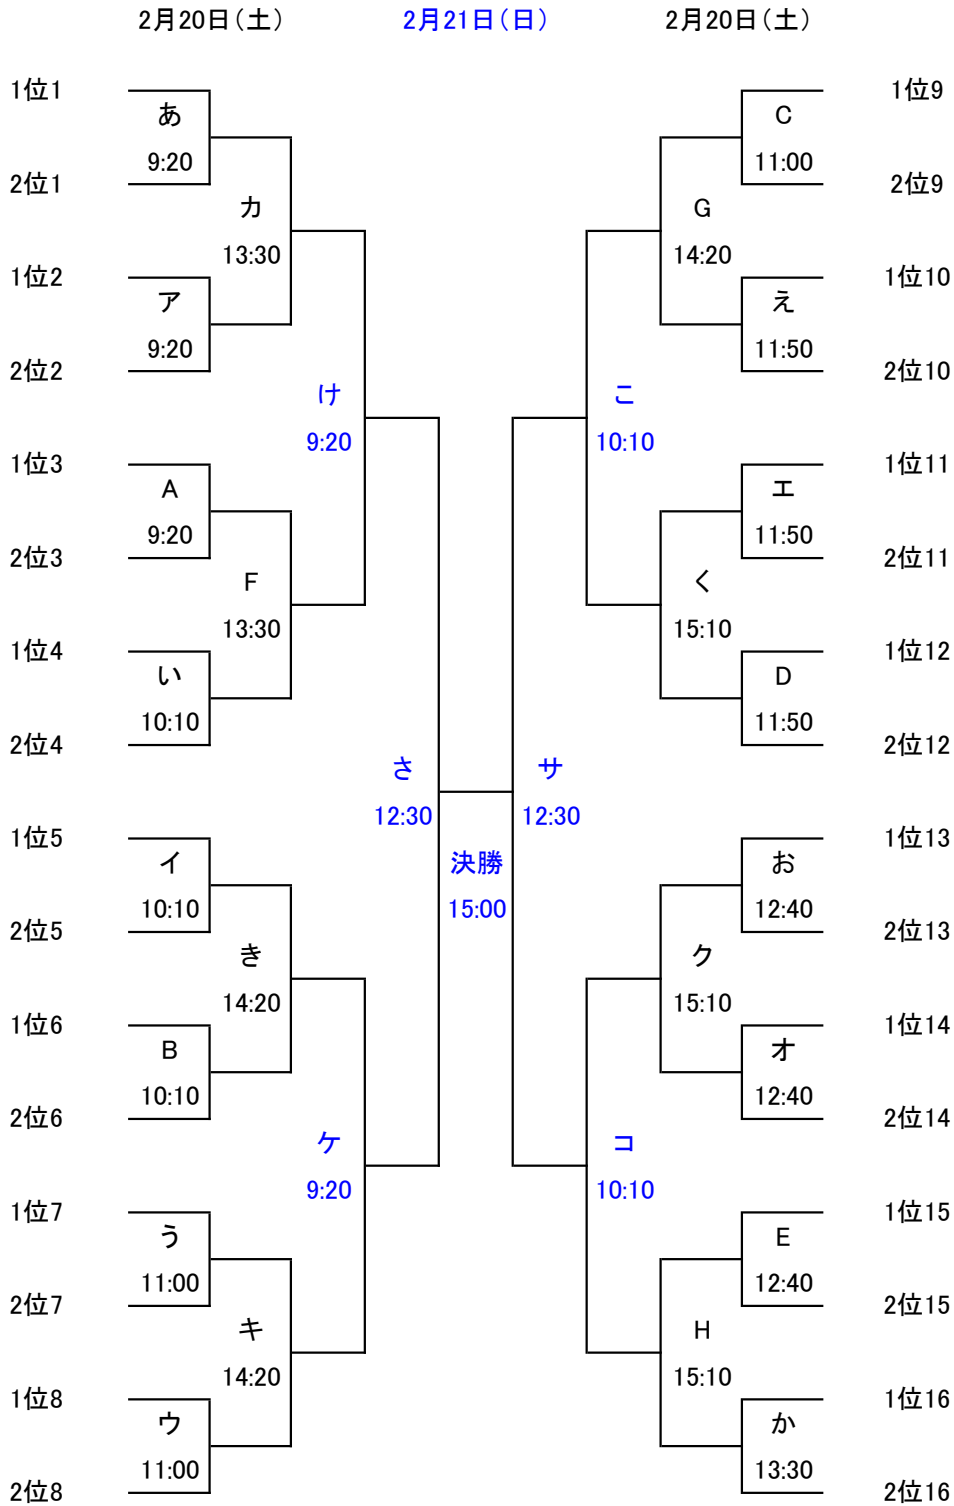 2月20日（土） 2月21日（日） 2月20日（土）
1位1 1位9
あ C
9:20 11:00
2位1 2位9
カ G
13:30 14:20
1位2 1位10
ア え
9:20 11:50
2位2 2位10
け こ
9:20 10:10
1位3 1位11
A エ
9:20 11:50
2位3 2位11
F く
13:30 15:10
1位4 1位12
い D
10:10 11:50
2位4 2位12
さ サ
12:30 12:30
1位5 1位13
イ 決勝 お
10:10 15:00 12:40
2位5 2位13
き ク
14:20 15:10
1位6 1位14
B オ
10:10 12:40
2位6 2位14
ケ コ
9:20 10:10
1位7 1位15
う E
11:00 12:40
2位7 2位15
キ H
14:20 15:10
1位8 1位16
ウ か
11:00 13:30
2位8 2位16